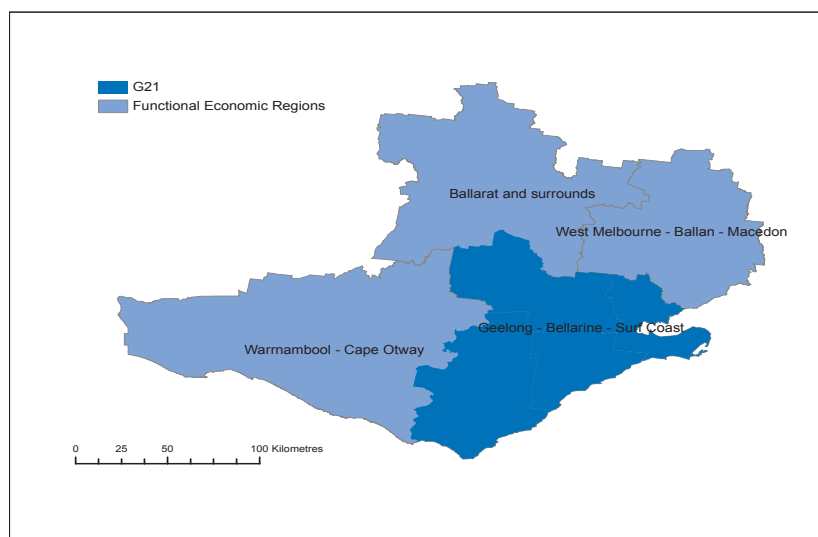 G21
Functional Economic Regions
Ballarat and surrounds
West Melbourne - Ballan - Macedon
Geelong - Bellarine - Surf Coast
Warrnambool - Cape Otway
0 25 50 100 Kilometres